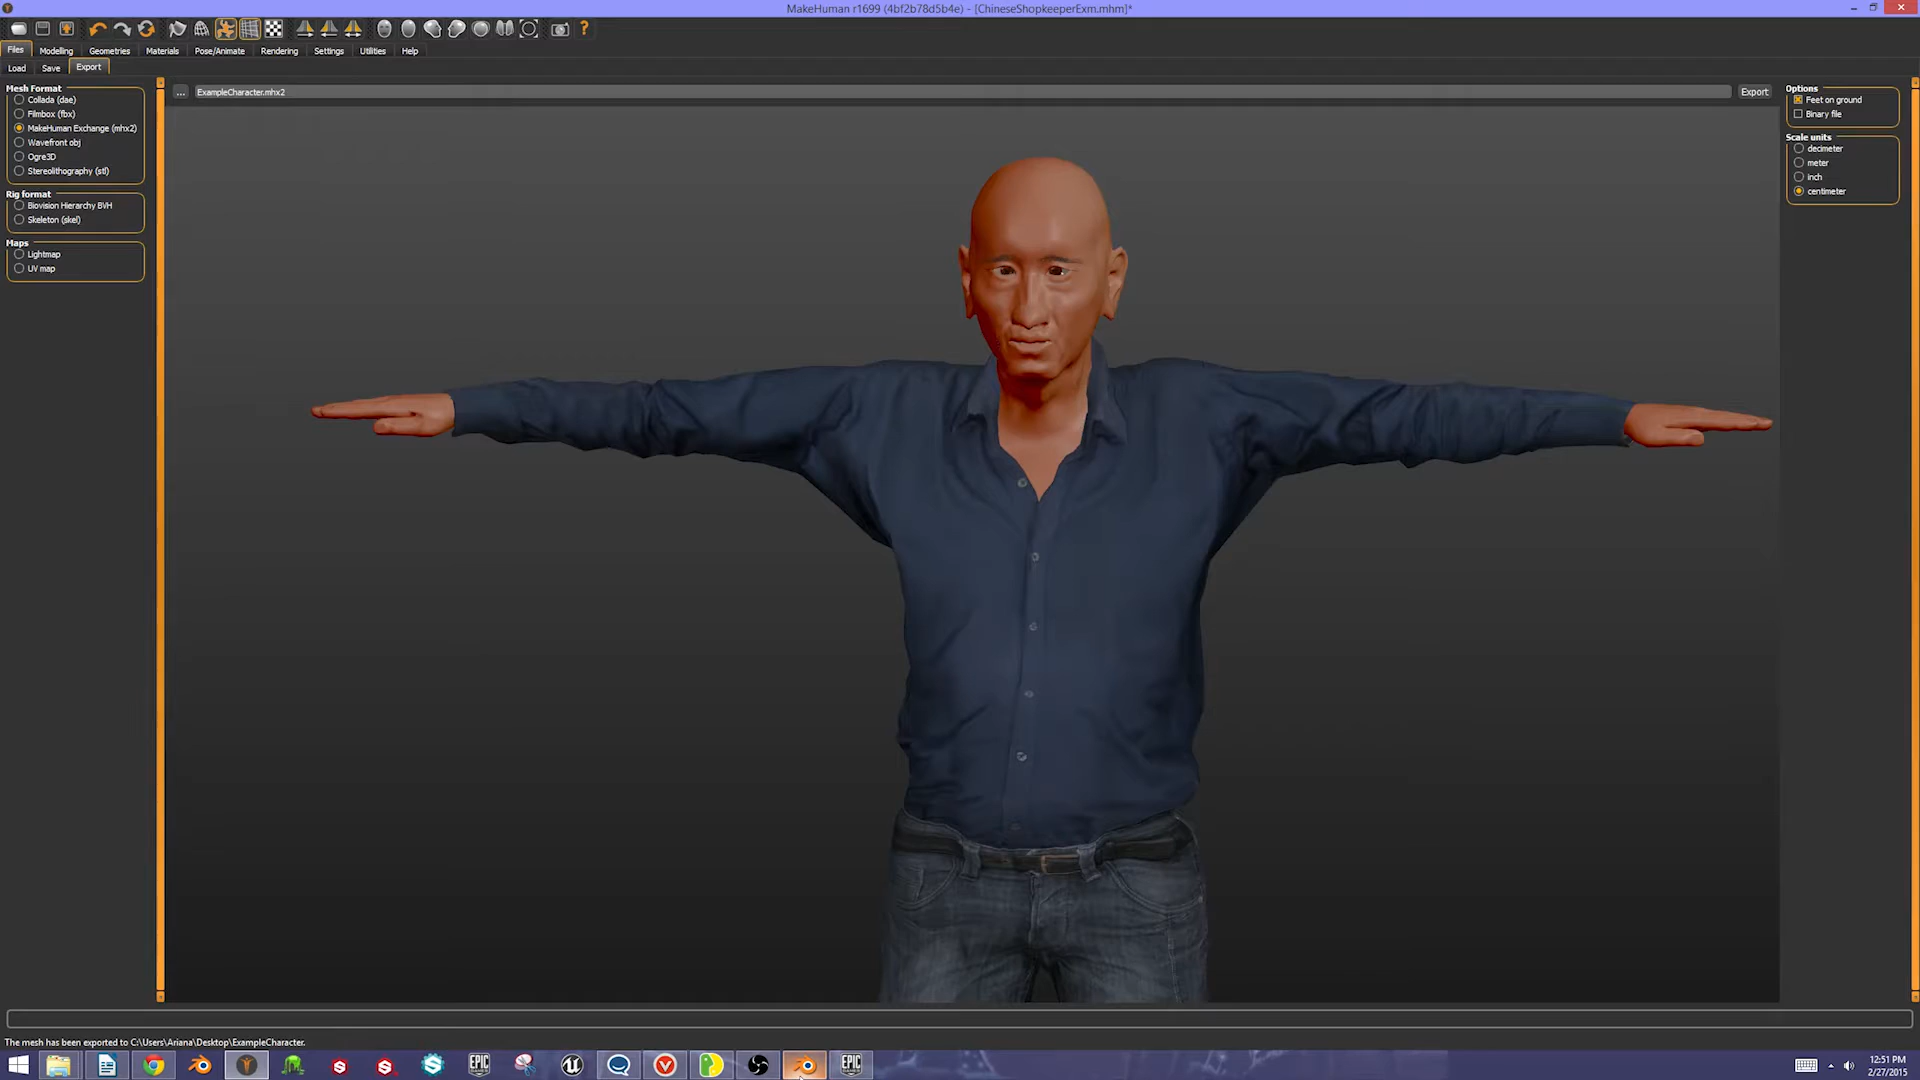 MakeHuman r1699 (4bf2b78d5b4e) - [ChineseShopkeeperExm.mhm]*
Files Modelling Geometries Materials Pose/Animate Rendering Settings Utilities Help
Load Save Export
Mesh Format
Collada (dae)
Filmbox (fbx)
MakeHuman Exchange (mhx2)
Wavefront obj
Ogre3D
Stereolithography (stl)
Rig format
Biovision Hierarchy BVH
Skeleton (skel)
Maps
Lightmap
UV map
... ExampleCharacter.mhx2 Export
Options
Feet on ground
Binary file
Scale units
decimeter
meter
inch
centimeter
The mesh has been exported to C:\Users\Ariana\Desktop\ExampleCharacter.
EPIC
EPIC
12:51 PM
2/27/2015